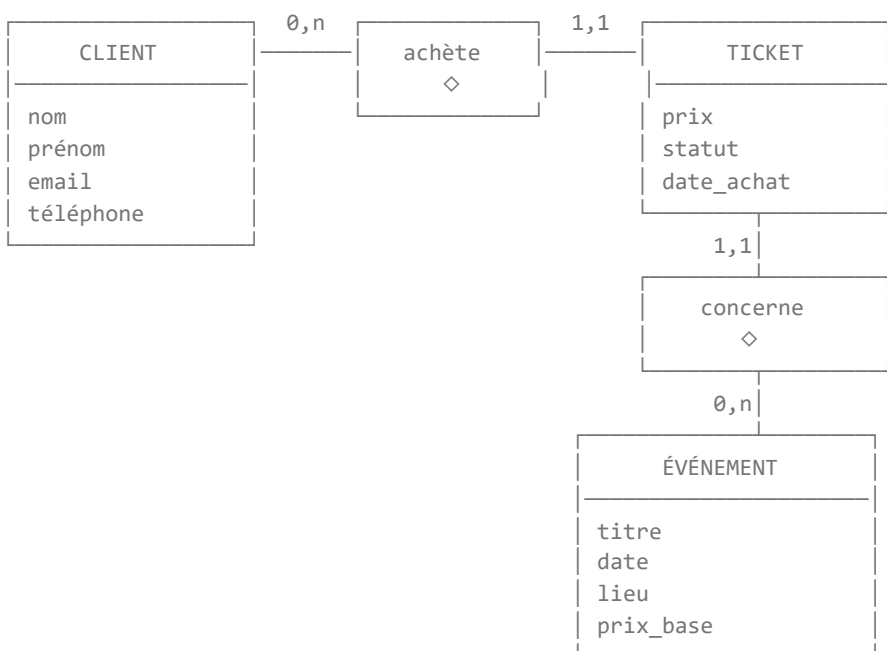 0,n 1,1
CLIENT achète TICKET
◇
nom prix
prénom statut
email date_achat
téléphone
1,1
concerne
◇
0,n
ÉVÉNEMENT
titre
date
lieu
prix_base